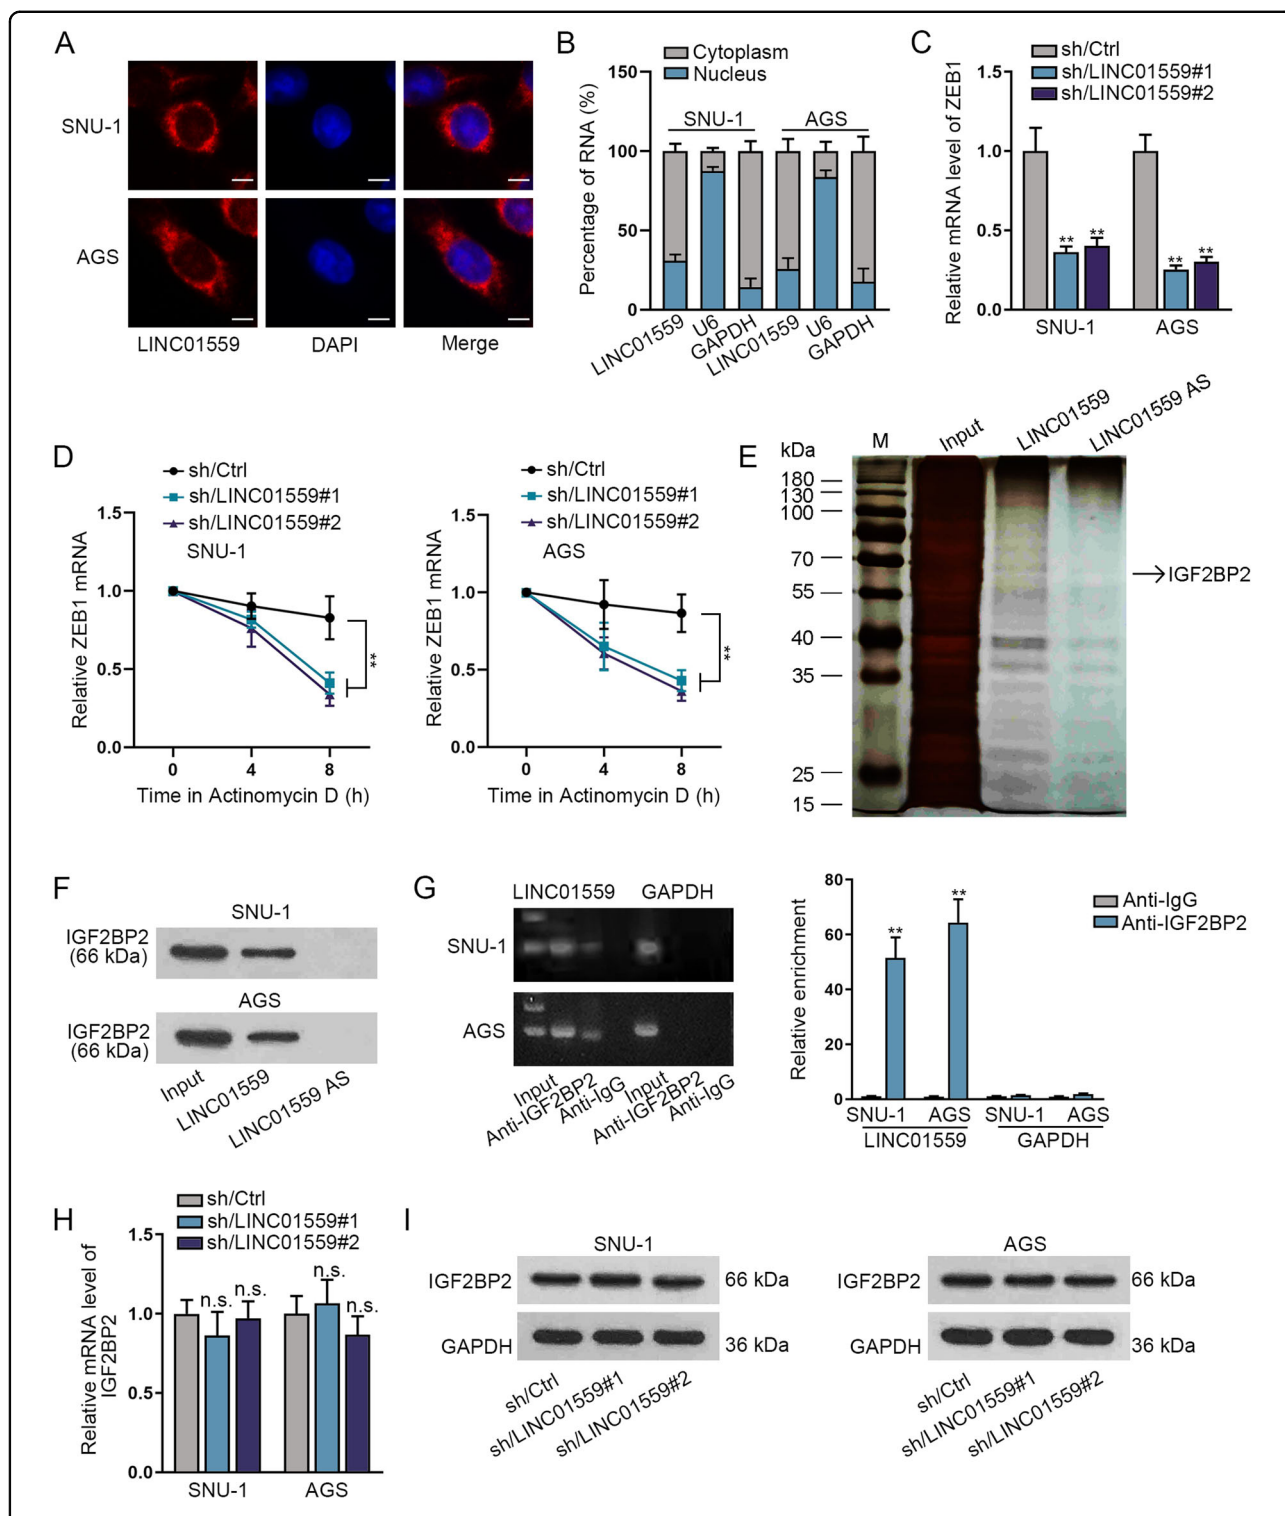 A
SNU-1
AGS
LINC01559
DAPI
Merge
B
Cytoplasm
Nucleus
Percentage of RNA (%)
150
100
50
0
SNU-1
AGS
LINC01559
U6
GAPDH
LINC01559
U6
GAPDH
C
sh/Ctrl
sh/LINC01559#1
sh/LINC01559#2
Relative mRNA level of ZEB1
1.5
1.0
0.5
0.0
**
**
**
**
SNU-1
AGS
D
sh/Ctrl
sh/LINC01559#1
sh/LINC01559#2
SNU-1
Relative ZEB1 mRNA
1.5
1.0
0.5
0.0
**
0
4
8
Time in Actinomycin D (h)
sh/Ctrl
sh/LINC01559#1
sh/LINC01559#2
AGS
Relative ZEB1 mRNA
1.5
1.0
0.5
0.0
**
0
4
8
Time in Actinomycin D (h)
E
kDa
M
Input
LINC01559
LINC01559 AS
180
130
100
70
55
40
35
25
15
IGF2BP2
F
SNU-1
IGF2BP2
(66 kDa)
AGS
IGF2BP2
(66 kDa)
Input
LINC01559
LINC01559 AS
G
LINC01559
GAPDH
SNU-1
AGS
Input
Anti-IGF2BP2
Anti-IgG
Input
Anti-IGF2BP2
Anti-IgG
Relative enrichment
80
60
40
20
0
**
**
Anti-IgG
Anti-IGF2BP2
SNU-1
AGS
SNU-1
AGS
LINC01559
GAPDH
H
sh/Ctrl
sh/LINC01559#1
sh/LINC01559#2
Relative mRNA level of
IGF2BP2
1.5
1.0
0.5
0.0
n.s.
n.s.
n.s.
n.s.
SNU-1
AGS
I
SNU-1
IGF2BP2
66 kDa
GAPDH
36 kDa
sh/Ctrl
sh/LINC01559#1
sh/LINC01559#2
AGS
IGF2BP2
66 kDa
GAPDH
36 kDa
sh/Ctrl
sh/LINC01559#1
sh/LINC01559#2